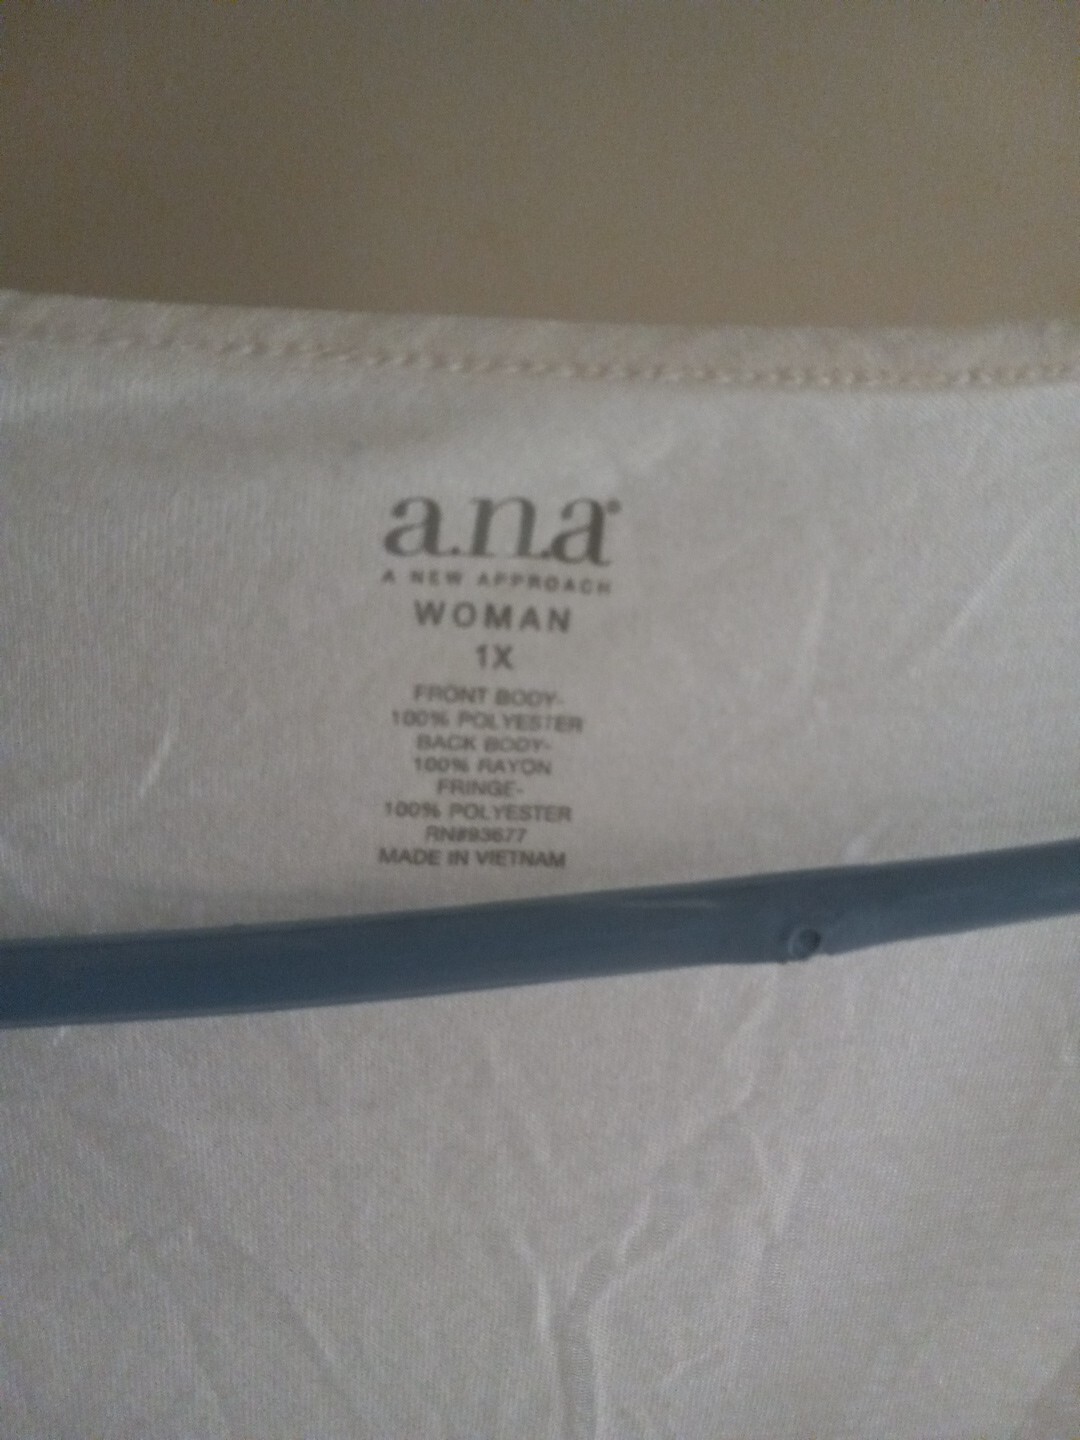 a.n.a®
A NEW APPROACH
WOMAN
1X
FRONT BODY-
100% POLYESTER
BACK BODY-
100% RAYON
FRINGE-
100% POLYESTER
RN#93677
MADE IN VIETNAM